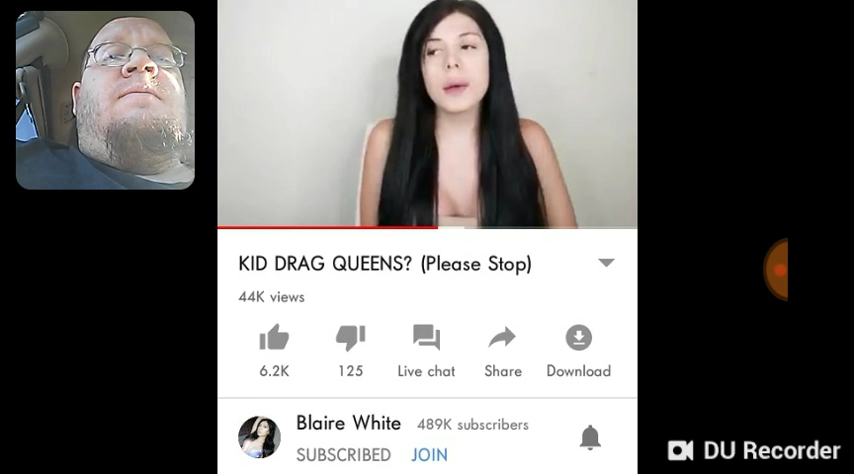 KID DRAG QUEENS? (Please Stop)
44K views
6.2K 125 Live chat Share Download
Blaire White 489K subscribers
SUBSCRIBED JOIN
DU Recorder